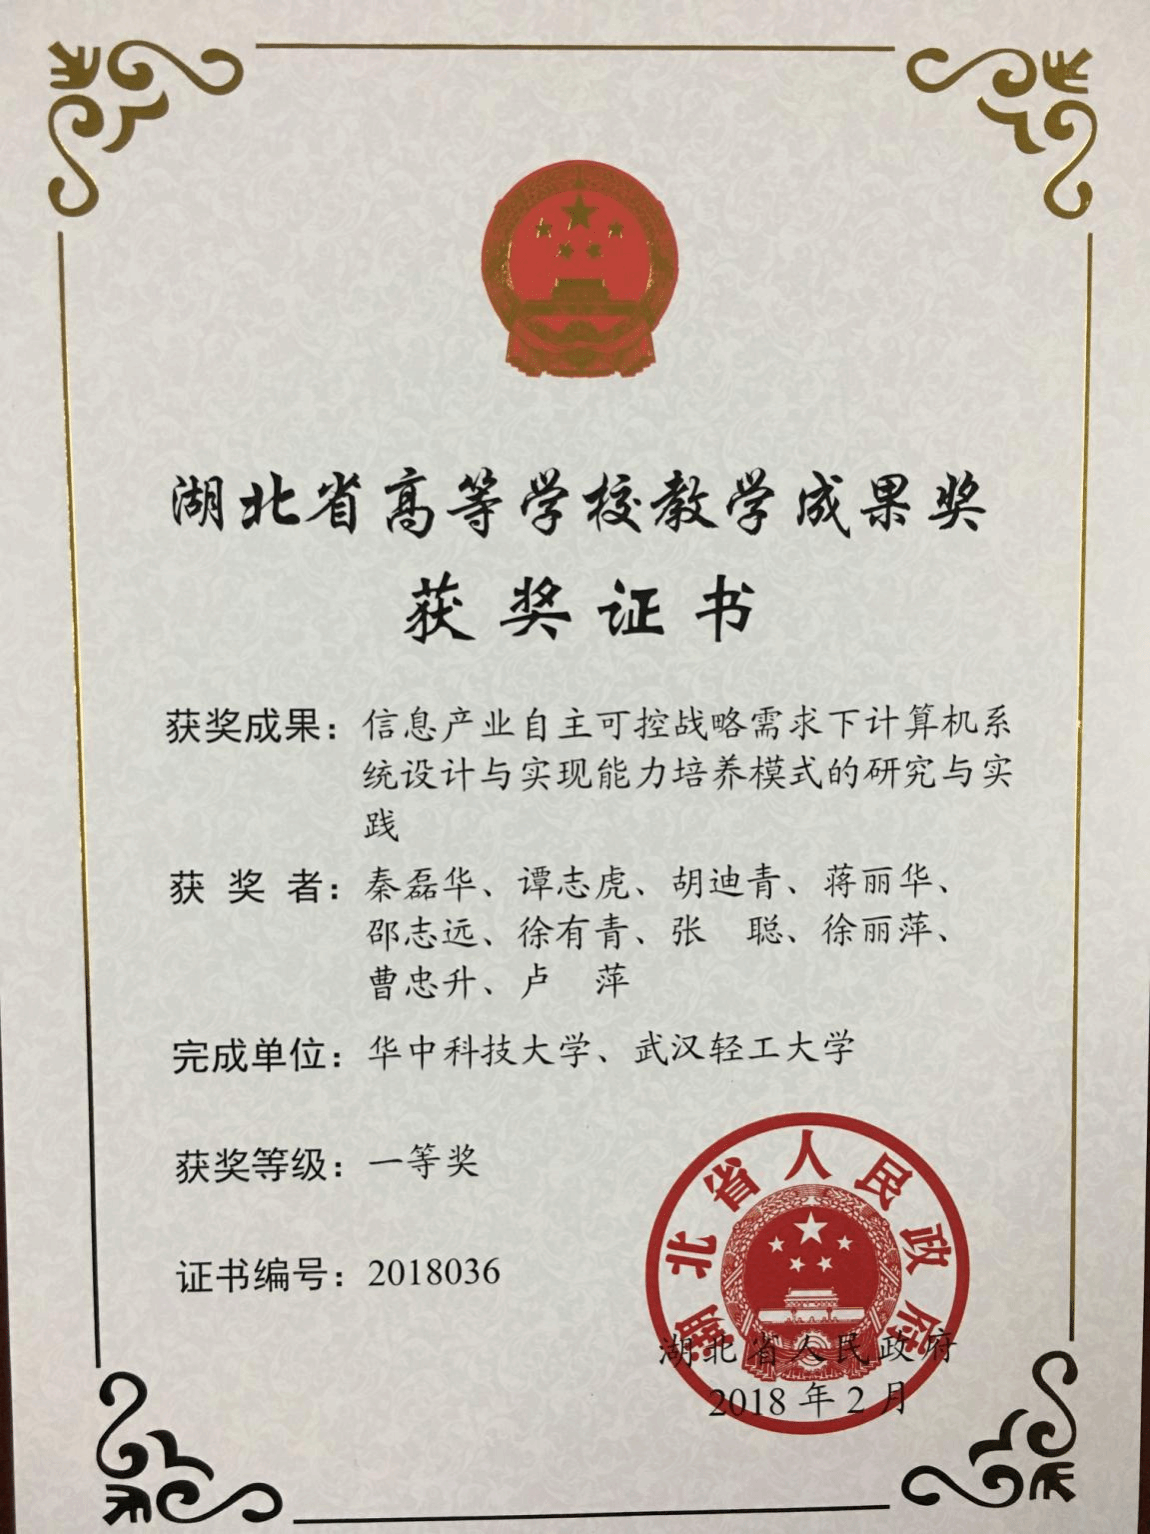 湖北省高等学校教学成果奖
获奖证书
获奖成果：信息产业自主可控战略需求下计算机系
统设计与实现能力培养模式的研究与实
践
获奖者：秦磊华、谭志虎、胡迪青、蒋丽华、
邵志远、徐有青、张　聪、徐丽萍、
曹忠升、卢　萍
完成单位：华中科技大学、武汉轻工大学
获奖等级：一等奖
证书编号：2018036
湖北省人民政府
湖北省人民政府
2018年2月